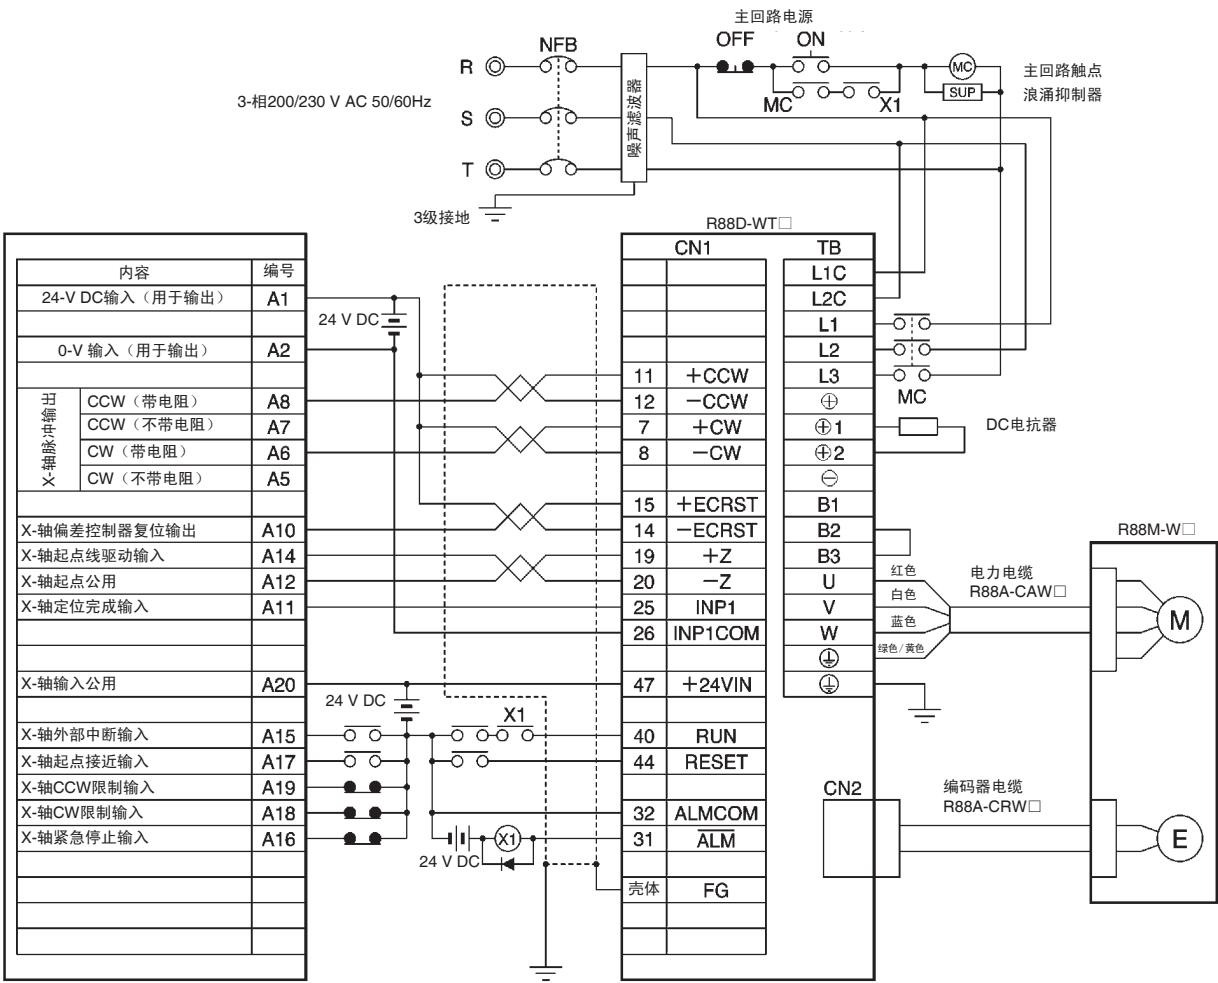 主回路电源
OFF
ON
NFB
R
MC
主回路触点
3-相200/230 V AC 50/60Hz
噪声滤波器
MC
X1
SUP
浪涌抑制器
S
T
3级接地
R88D-WT□
内容 编号
24-V DC输入（用于输出） A1
0-V 输入（用于输出） A2
X-轴脉冲输出
CCW（带电阻） A8
CCW（不带电阻） A7
CW（带电阻） A6
CW（不带电阻） A5
X-轴偏差控制器复位输出 A10
X-轴起点线驱动输入 A14
X-轴起点公用 A12
X-轴定位完成输入 A11
X-轴输入公用 A20
X-轴外部中断输入 A15
X-轴起点接近输入 A17
X-轴CCW限制输入 A19
X-轴CW限制输入 A18
X-轴紧急停止输入 A16
24 V DC
24 V DC
X1
X1
24 V DC
CN1
11 +CCW
12 −CCW
7 +CW
8 −CW
15 +ECRST
14 −ECRST
19 +Z
20 −Z
25 INP1
26 INP1COM
47 +24VIN
40 RUN
44 RESET
32 ALMCOM
31 ALM
壳体 FG
TB
L1C
L2C
L1
L2
L3
⊕
⊕1
⊕2
⊖
B1
B2
B3
U
V
W
MC
DC电抗器
红色
白色
蓝色
绿色/黄色
电力电缆
R88A-CAW□
R88M-W□
M
CN2
编码器电缆
R88A-CRW□
E